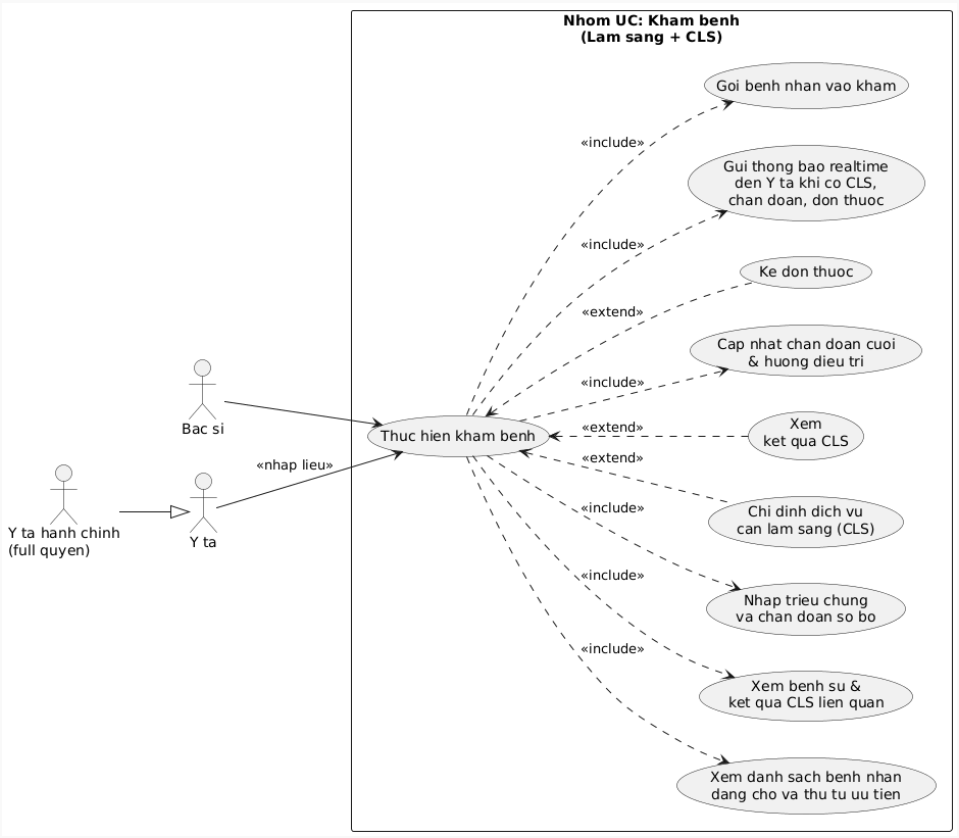 Nhom UC: Kham benh
(Lam sang + CLS)
Goi benh nhan vao kham
«include»
Gui thong bao realtime
den Y ta khi co CLS,
chan doan, don thuoc
«include»
Ke don thuoc
«extend»
Cap nhat chan doan cuoi
& huong dieu tri
«include»
Bac si
Thuc hien kham benh
«extend»
Xem
ket qua CLS
«extend»
«nhap lieu»
Chi dinh dich vu
can lam sang (CLS)
Y ta hanh chinh
(full quyen)
Y ta
«include»
Nhap trieu chung
va chan doan so bo
«include»
Xem benh su &
ket qua CLS lien quan
«include»
Xem danh sach benh nhan
dang cho va thu tu uu tien